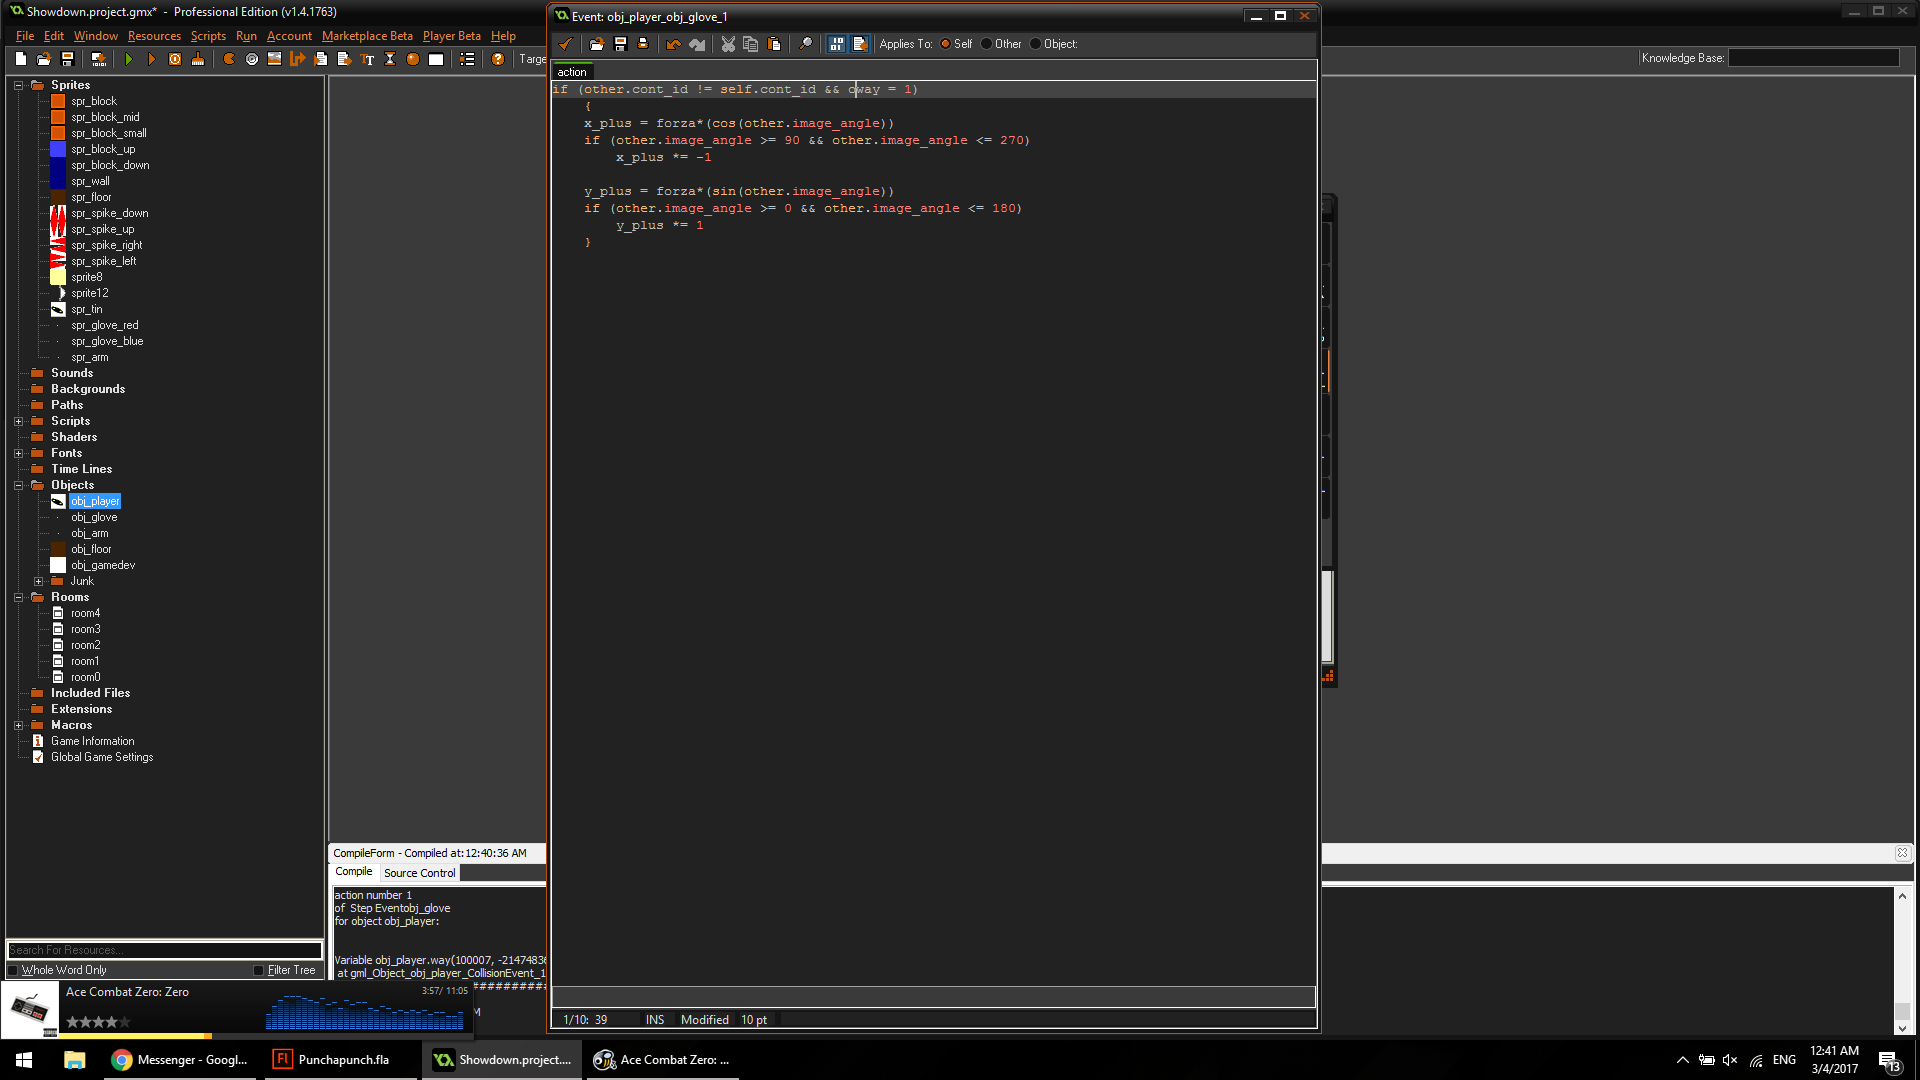 Showdown.project.gmx* - Professional Edition (v1.4.1763)
File Edit Window Resources Scripts Run Account Marketplace Beta Player Beta Help
Targe
Knowledge Base:
Sprites
spr_block
spr_block_mid
spr_block_small
spr_block_up
spr_block_down
spr_wall
spr_floor
spr_spike_down
spr_spike_up
spr_spike_right
spr_spike_left
sprite8
sprite12
spr_tin
spr_glove_red
spr_glove_blue
spr_arm
Sounds
Backgrounds
Paths
Scripts
Shaders
Fonts
Time Lines
Objects
obj_player
obj_glove
obj_arm
obj_floor
obj_gamedev
Junk
Rooms
room4
room3
room2
room1
room0
Included Files
Extensions
Macros
Game Information
Global Game Settings
Search For Resources...
Whole Word Only Filter Tree
Event: obj_player_obj_glove_1
Applies To: Self Other Object:
action
if (other.cont_id != self.cont_id && oway = 1)
{
x_plus = forza*(cos(other.image_angle))
if (other.image_angle >= 90 && other.image_angle <= 270)
x_plus *= -1
y_plus = forza*(sin(other.image_angle))
if (other.image_angle >= 0 && other.image_angle <= 180)
y_plus *= 1
}
1/10: 39 INS Modified 10 pt
CompileForm - Compiled at:12:40:36 AM
Compile Source Control
action number 1
of Step Eventobj_glove
for object obj_player:
Variable obj_player.way(100007, -21474836
at gml_Object_obj_player_CollisionEvent_1
Ace Combat Zero: Zero
3:57/ 11:05
Messenger - Googl...
Punchapunch.fla
Showdown.project....
Ace Combat Zero: ...
ENG
12:41 AM
3/4/2017
13